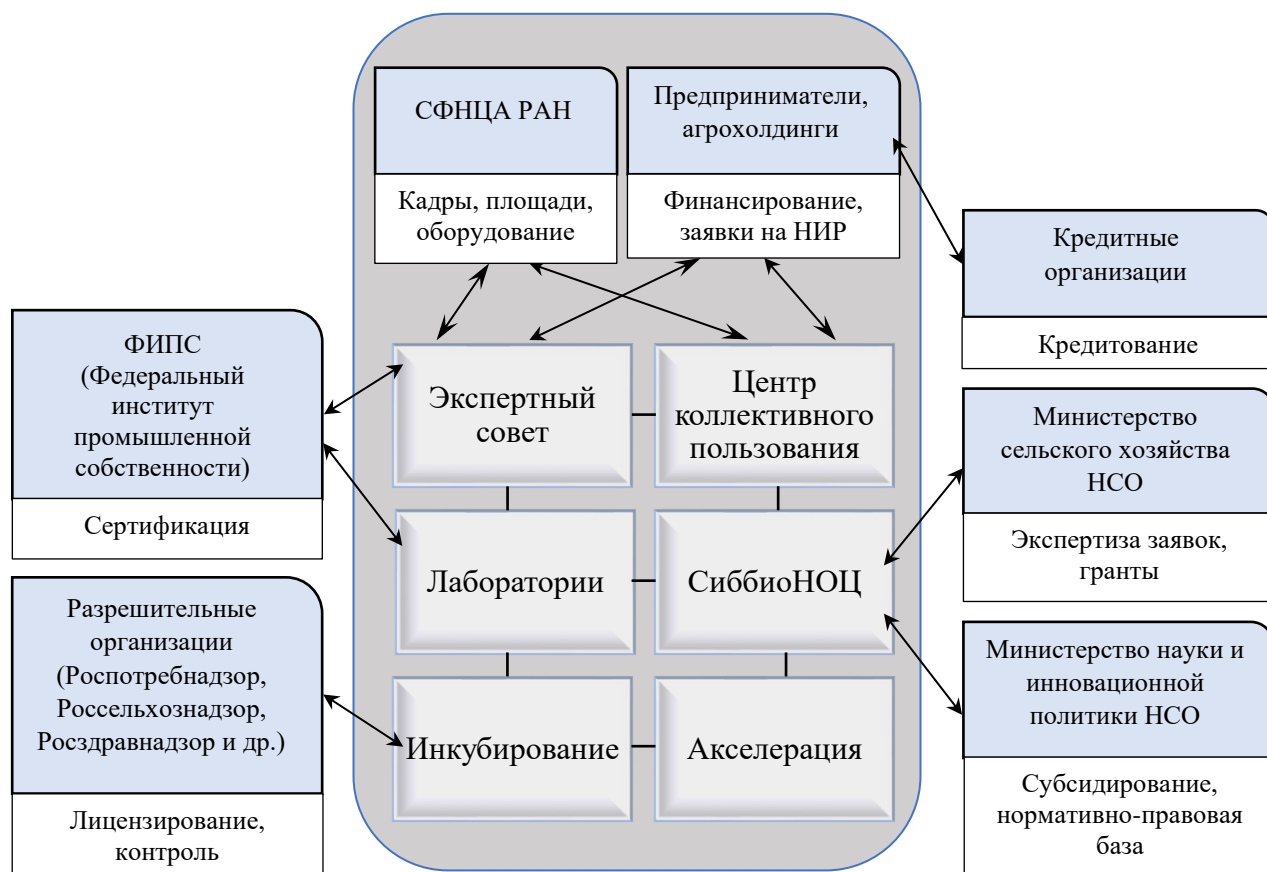 СФНЦА РАН
Кадры, площади,
оборудование
Предприниматели,
агрохолдинги
Финансирование,
заявки на НИР
Кредитные
организации
Кредитование
ФИПС
(Федеральный
институт
промышленной
собственности)
Сертификация
Экспертный
совет
Центр
коллективного
пользования
Министерство
сельского хозяйства
НСО
Экспертиза заявок,
гранты
Лаборатории
СиббиоНОЦ
Разрешительные
организации
(Роспотребнадзор,
Россельхознадзор,
Росздравнадзор и др.)
Лицензирование,
контроль
Инкубирование
Акселерация
Министерство науки и
инновационной
политики НСО
Субсидирование,
нормативно-правовая
база